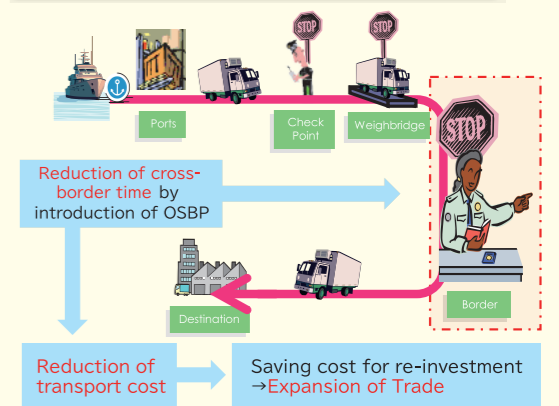 STOP
STOP
Ports
Check
Point
Weighbridge
STOP
Reduction of cross-
border time by
introduction of OSBP
Border
Destination
Reduction of
transport cost
Saving cost for re-investment
→Expansion of Trade